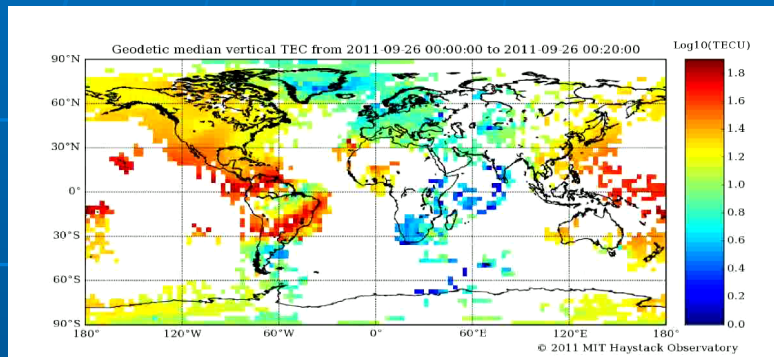 Geodetic median vertical TEC from 2011-09-26 00:00:00 to 2011-09-26 00:20:00
Log10(TECU)
90°N
60°N
30°N
0°
30°S
60°S
90°S
180°
120°W
60°W
0°
60°E
120°E
180°
1.8
1.6
1.4
1.2
1.0
0.8
0.6
0.4
0.2
0.0
© 2011 MIT Haystack Observatory